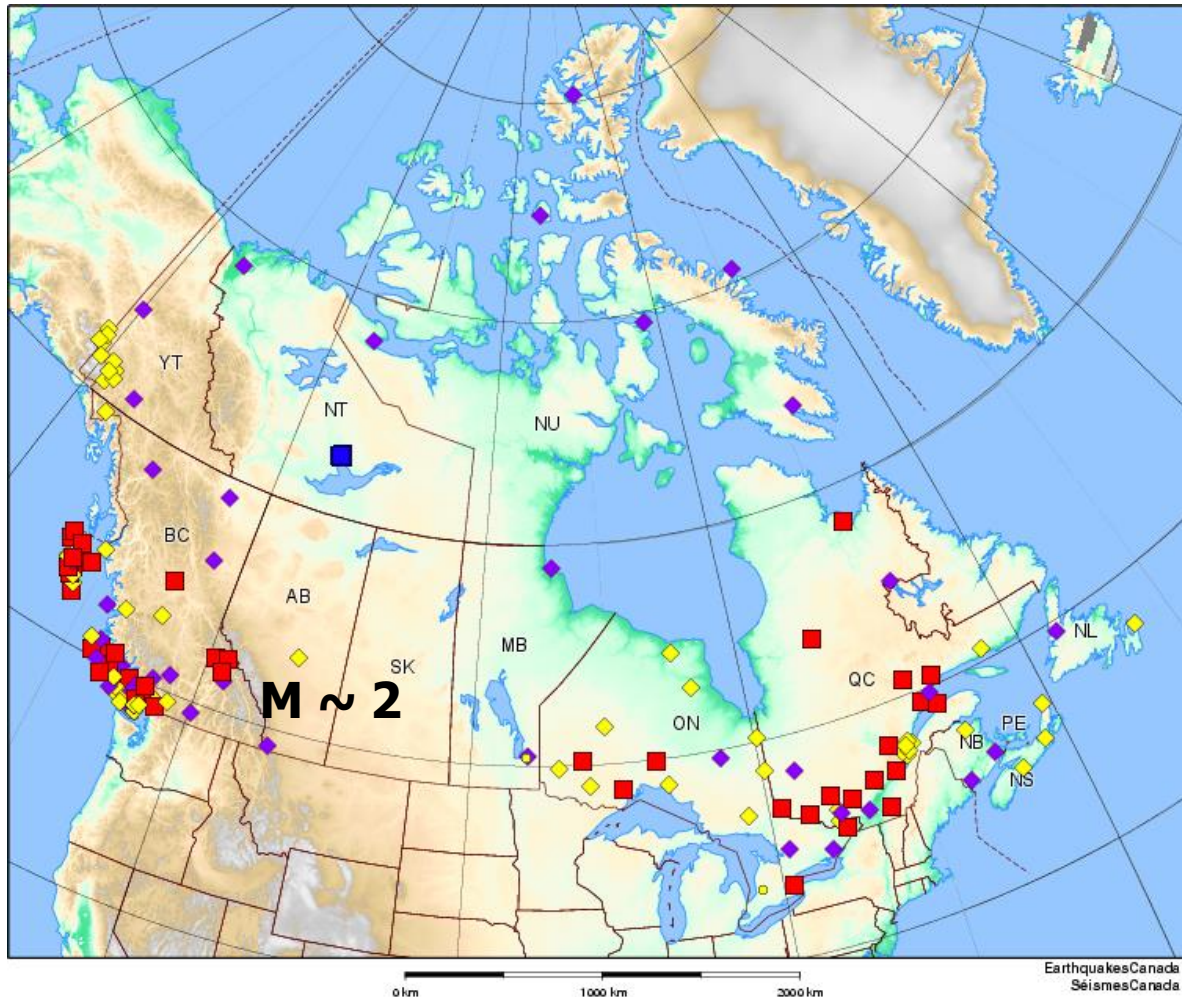 YT
NT
NU
BC
AB
SK
MB
M ~ 2
ON
QC
NL
PE
NB
NS
0 km
1000 km
2000 km
EarthquakesCanada
SéismesCanada